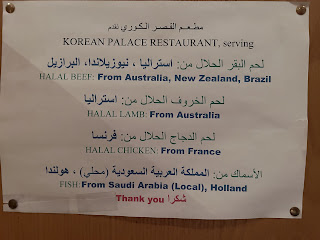 مطعم القصر الكوري تقدم
KOREAN PALACE RESTAURANT, serving
لحم البقر الحلال من: استراليا ، نيوزيلاندا، البرازيل
HALAL BEEF: From Australia, New Zealand, Brazil
لحم الخروف الحلال من: استراليا
HALAL LAMB: From Australia
لحم الدجاج الحلال من: فرنسا
HALAL CHICKEN: From France
الأسماك من: المملكة العربية السعودية (محلي) ، هولندا
FISH: From Saudi Arabia (Local), Holland
Thank you شكرا